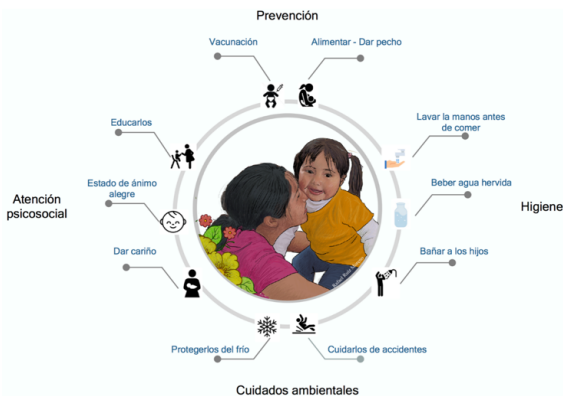 Prevención
Vacunación
Alimentar - Dar pecho
Educarlos
Lavar la manos antes
de comer
Estado de ánimo
alegre
Beber agua hervida
Atención
psicosocial
Higiene
Dar cariño
Bañar a los hijos
Protegerlos del frío
Cuidarlos de accidentes
Cuidados ambientales